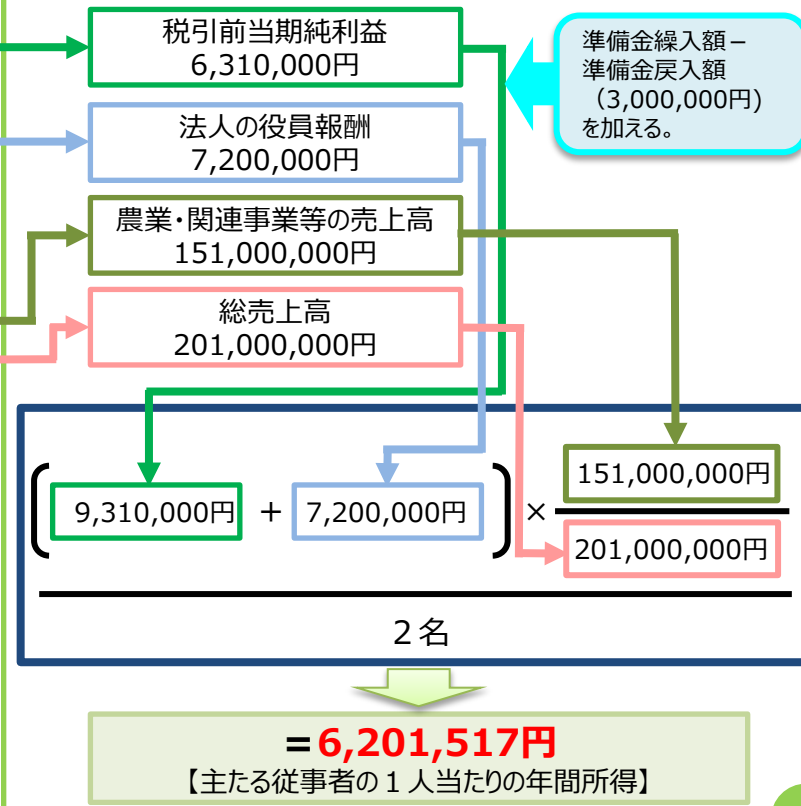 税引前当期純利益
6,310,000円
準備金繰入額－
準備金戻入額
（3,000,000円)
を加える。
法人の役員報酬
7,200,000円
農業・関連事業等の売上高
151,000,000円
総売上高
201,000,000円
( 9,310,000円 + 7,200,000円 ) × 151,000,000円
201,000,000円
２名
＝6,201,517円
【主たる従事者の１人当たりの年間所得】